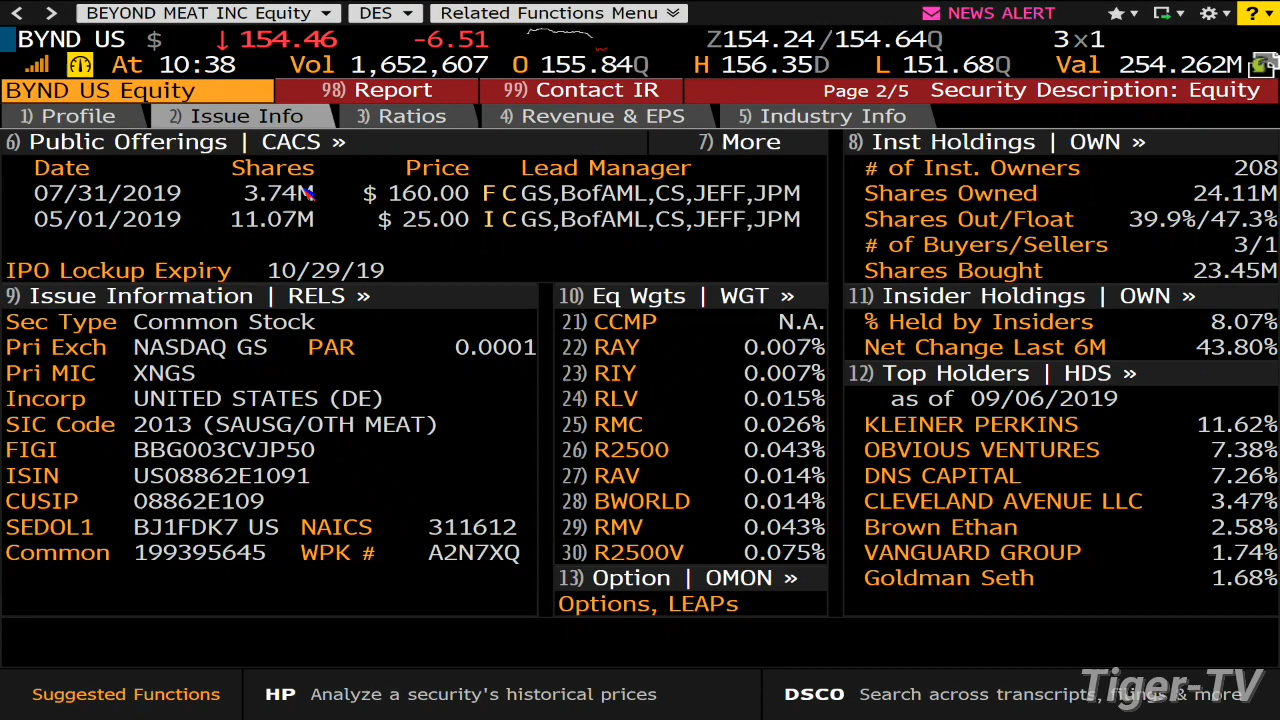 BEYOND MEAT INC Equity DES Related Functions Menu NEWS ALERT ?
BYND US $ ↓ 154.46 -6.51 Z154.24/154.64Q 3×1
At 10:38 Vol 1,652,607 O 155.84Q H 156.35D L 151.68Q Val 254.262M
BYND US Equity 98) Report 99) Contact IR Page 2/5 Security Description: Equity
1) Profile 2) Issue Info 3) Ratios 4) Revenue & EPS 5) Industry Info
6) Public Offerings | CACS » 7) More
Date Shares Price Lead Manager
07/31/2019 3.74M $ 160.00 F C GS,BofAML,CS,JEFF,JPM
05/01/2019 11.07M $ 25.00 I C GS,BofAML,CS,JEFF,JPM
IPO Lockup Expiry 10/29/19
8) Inst Holdings | OWN »
# of Inst. Owners 208
Shares Owned 24.11M
Shares Out/Float 39.9%/47.3%
# of Buyers/Sellers 3/1
Shares Bought 23.45M
9) Issue Information | RELS »
Sec Type Common Stock
Pri Exch NASDAQ GS PAR 0.0001
Pri MIC XNGS
Incorp UNITED STATES (DE)
SIC Code 2013 (SAUSG/OTH MEAT)
FIGI BBG003CVJP50
ISIN US08862E1091
CUSIP 08862E109
SEDOL1 BJ1FDK7 US NAICS 311612
Common 199395645 WPK # A2N7XQ
10) Eq Wgts | WGT »
21) CCMP N.A.
22) RAY 0.007%
23) RIY 0.007%
24) RLV 0.015%
25) RMC 0.026%
26) R2500 0.043%
27) RAV 0.014%
28) BWORLD 0.014%
29) RMV 0.043%
30) R2500V 0.075%
13) Option | OMON »
Options, LEAPs
11) Insider Holdings | OWN »
% Held by Insiders 8.07%
Net Change Last 6M 43.80%
12) Top Holders | HDS »
as of 09/06/2019
KLEINER PERKINS 11.62%
OBVIOUS VENTURES 7.38%
DNS CAPITAL 7.26%
CLEVELAND AVENUE LLC 3.47%
Brown Ethan 2.58%
VANGUARD GROUP 1.74%
Goldman Seth 1.68%
Suggested Functions HP Analyze a security's historical prices DSCO Search across transcripts, filings & more
Tiger-TV